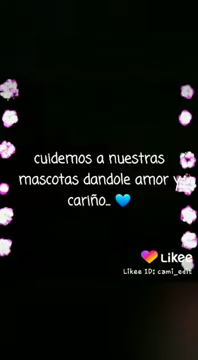 cuidemos a nuestras
mascotas dandole amor y
cariño.. 💙
Likee
Likee ID: cami_edit